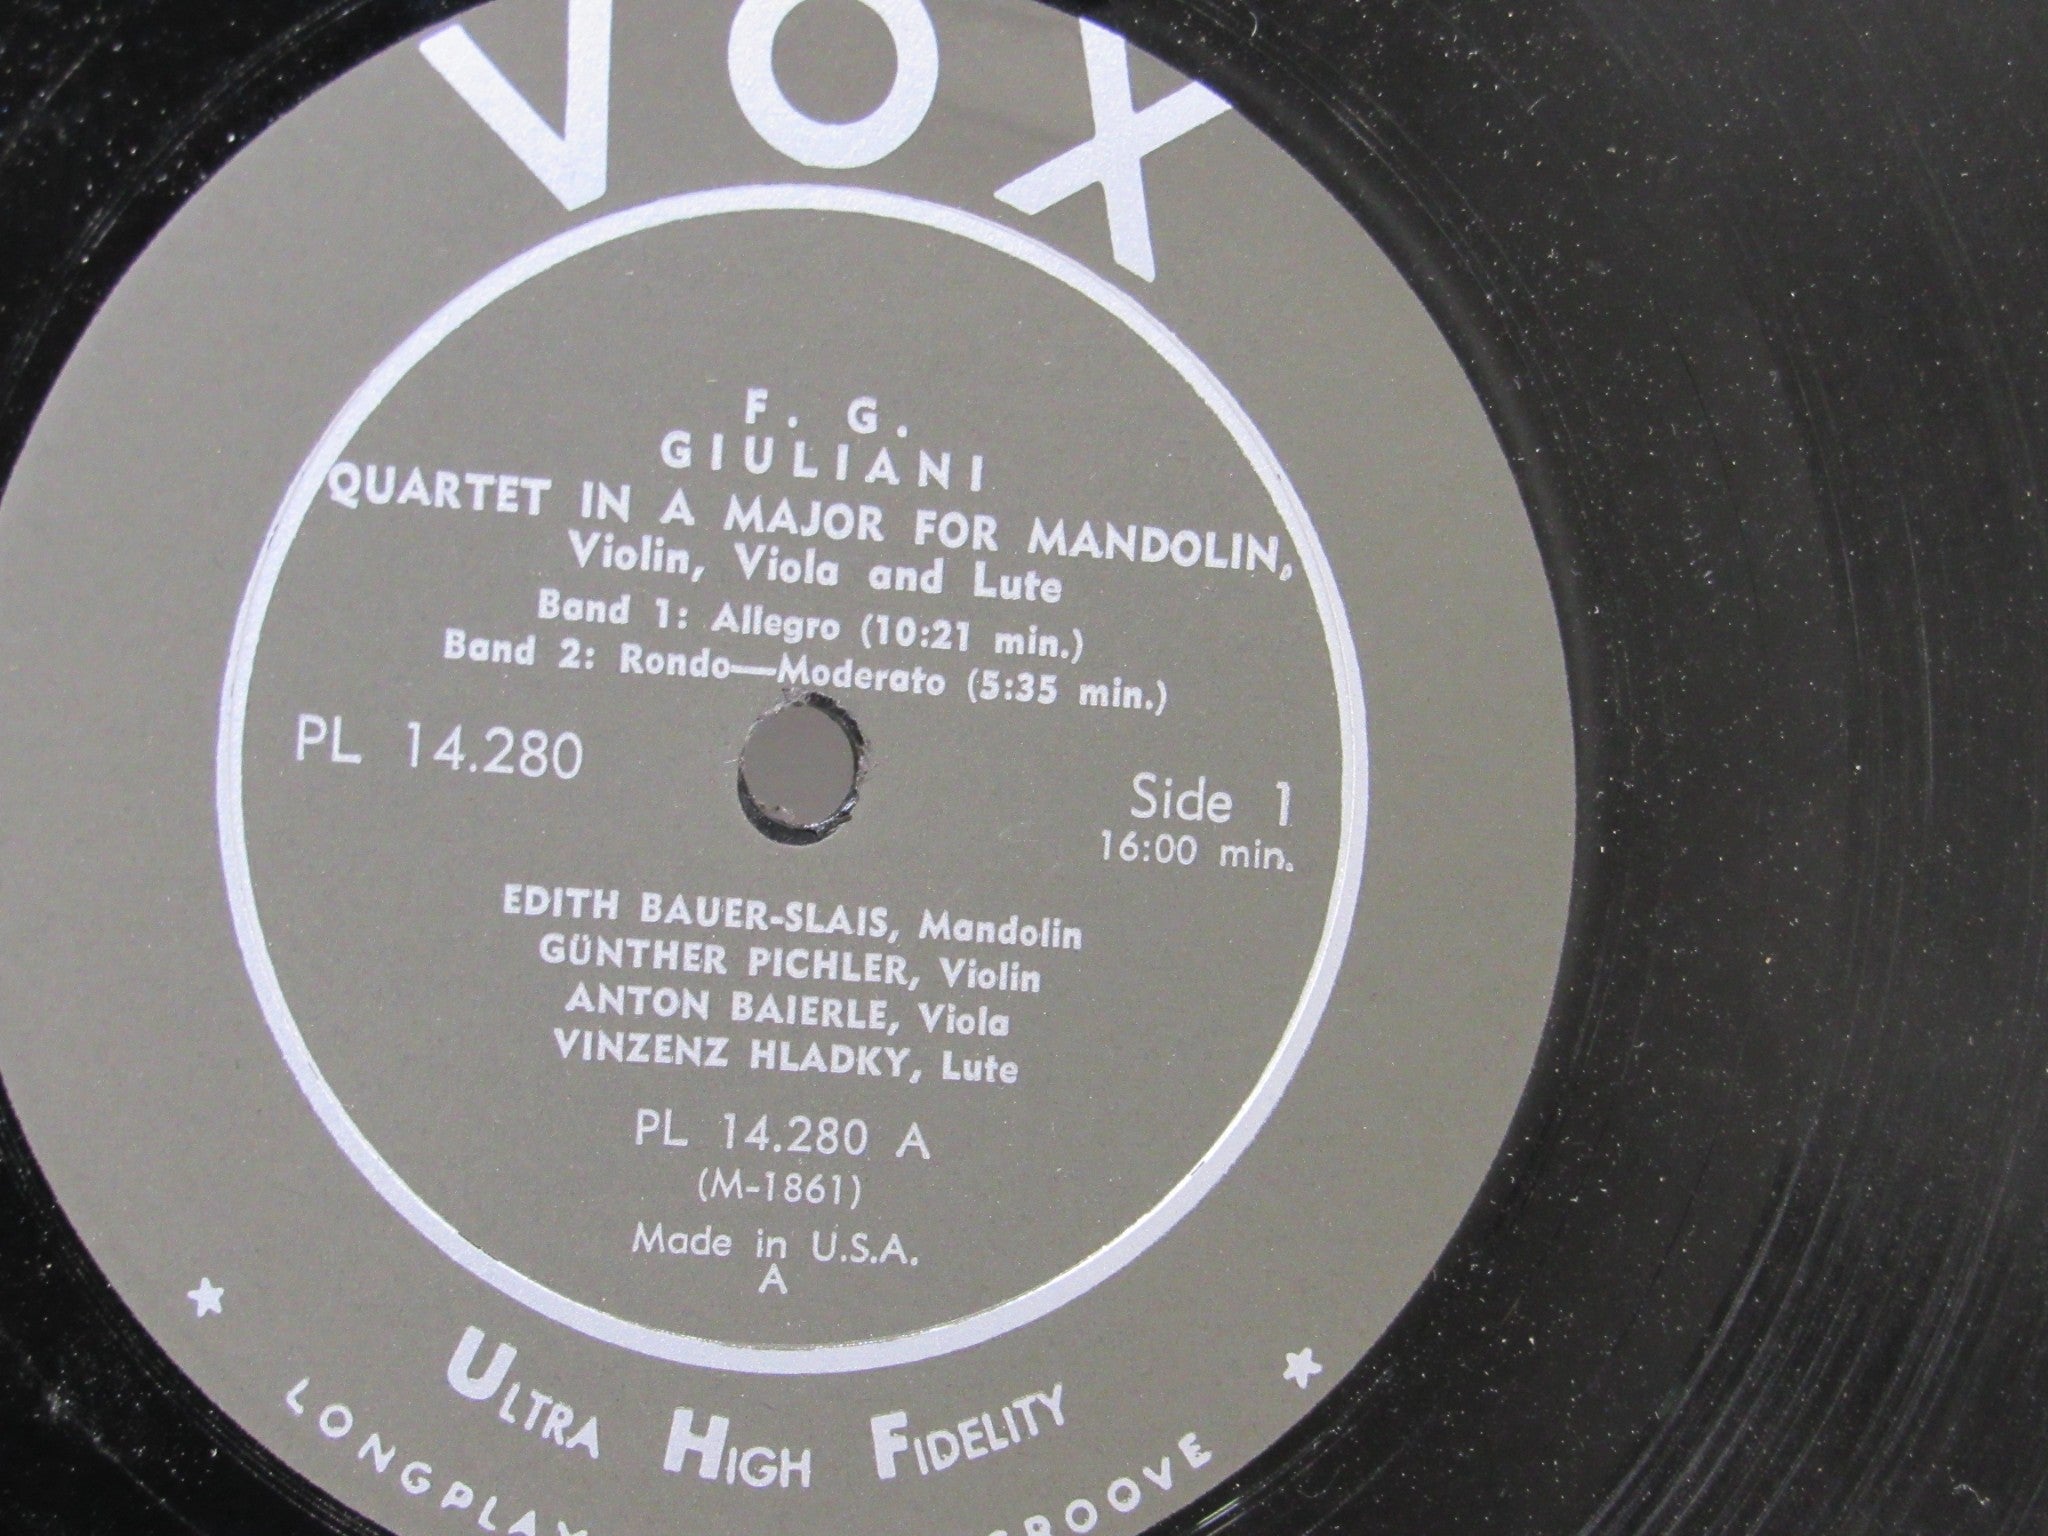 VOX
F. G.
GIULIANI
QUARTET IN A MAJOR FOR MANDOLIN,
Violin, Viola and Lute
Band 1: Allegro (10:21 min.)
Band 2: Rondo—Moderato (5:35 min.)
PL 14.280
Side 1
16:00 min.
EDITH BAUER-SLAIS, Mandolin
GÜNTHER PICHLER, Violin
ANTON BAIERLE, Viola
VINZENZ HLADKY, Lute
PL 14.280 A
(M-1861)
Made in U.S.A.
A
ULTRA HIGH FIDELITY
LONGPLAY